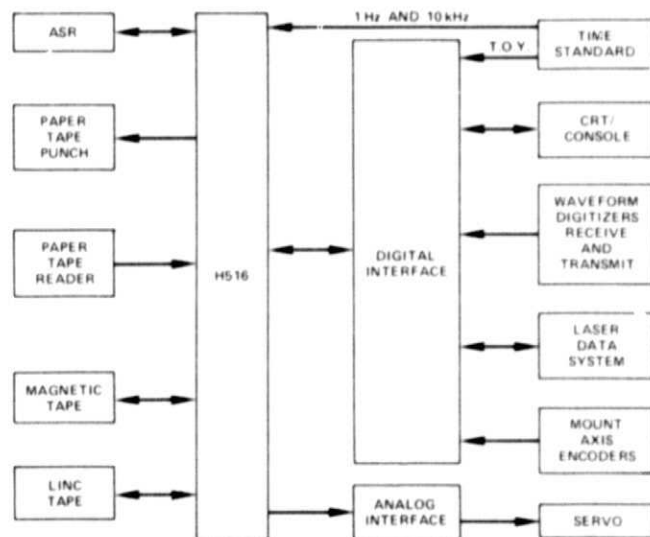 1 Hz AND 10 kHz
ASR
TIME
STANDARD
T O Y
PAPER
TAPE
PUNCH
CRT/
CONSOLE
WAVEFORM
DIGITIZERS
RECEIVE
AND
TRANSMIT
PAPER
TAPE
READER
H516
DIGITAL
INTERFACE
LASER
DATA
SYSTEM
MAGNETIC
TAPE
MOUNT
AXIS
ENCODERS
LINC
TAPE
ANALOG
INTERFACE
SERVO